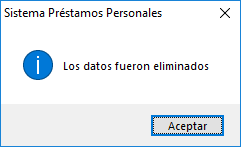 Sistema Préstamos Personales
Los datos fueron eliminados
Aceptar